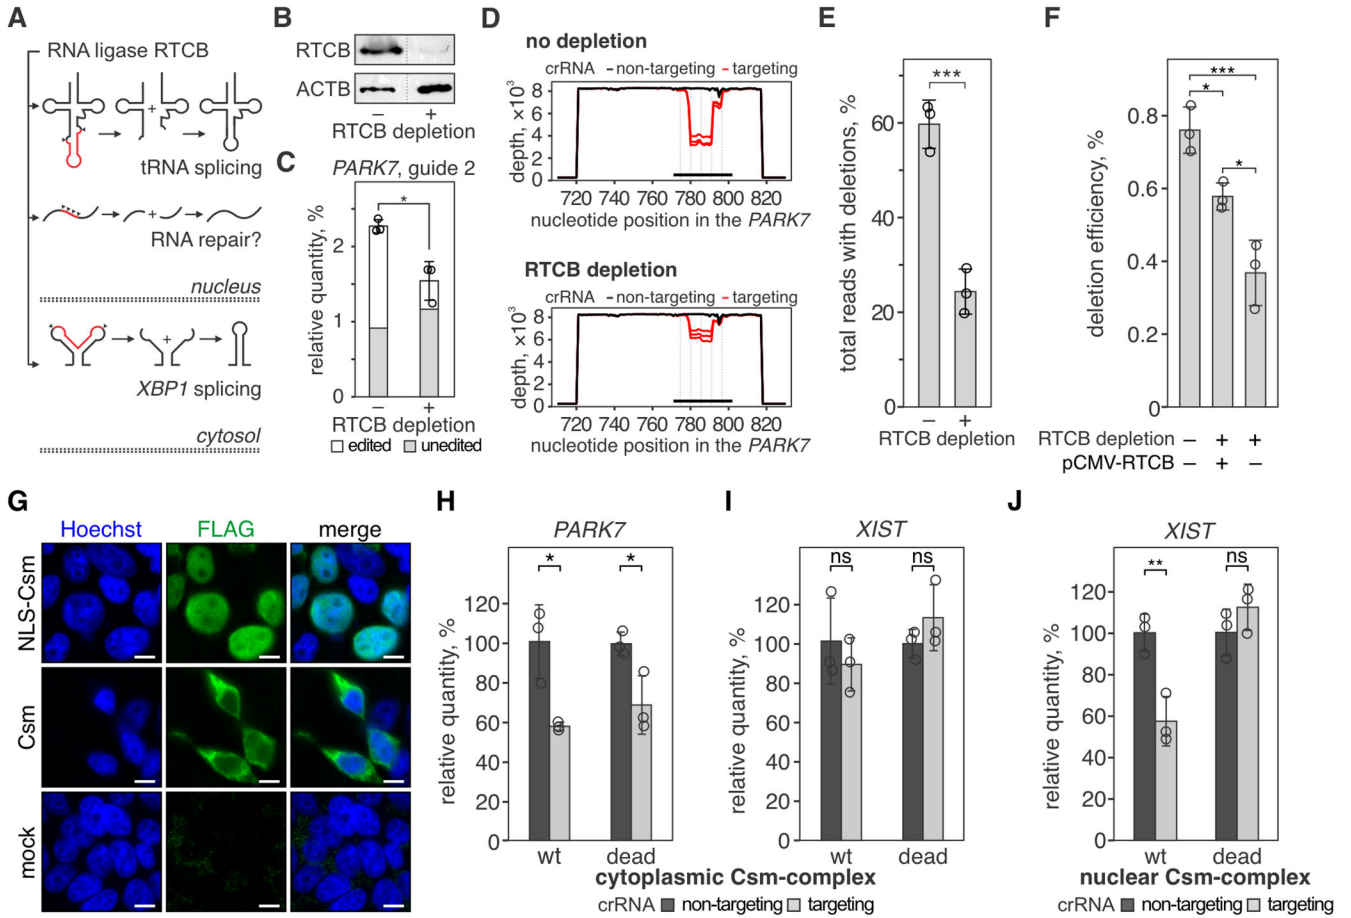 A
RNA ligase RTCB
+
tRNA splicing
+
RNA repair?
nucleus
+
XBP1 splicing
cytosol
B
RTCB
ACTB
− +
RTCB depletion
C
PARK7, guide 2
*
relative quantity, %
2
1
0
− +
RTCB depletion
edited unedited
D
no depletion
crRNA non-targeting targeting
depth, ×10³
8
6
4
2
0
720 740 760 780 800 820
nucleotide position in the PARK7
RTCB depletion
crRNA non-targeting targeting
depth, ×10³
8
6
4
2
0
720 740 760 780 800 820
nucleotide position in the PARK7
E
***
total reads with deletions, %
60
40
20
0
− +
RTCB depletion
F
***
*
*
deletion efficiency, %
0.8
0.6
0.4
0.2
0
RTCB depletion − + +
pCMV-RTCB − + −
G
Hoechst FLAG merge
NLS-Csm
Csm
mock
H
PARK7
* *
relative quantity, %
120
100
80
60
40
20
0
wt dead
I
XIST
ns ns
relative quantity, %
120
100
80
60
40
20
0
wt dead
cytoplasmic Csm-complex
crRNA non-targeting targeting
J
XIST
** ns
relative quantity, %
120
100
80
60
40
20
0
wt dead
nuclear Csm-complex
crRNA non-targeting targeting